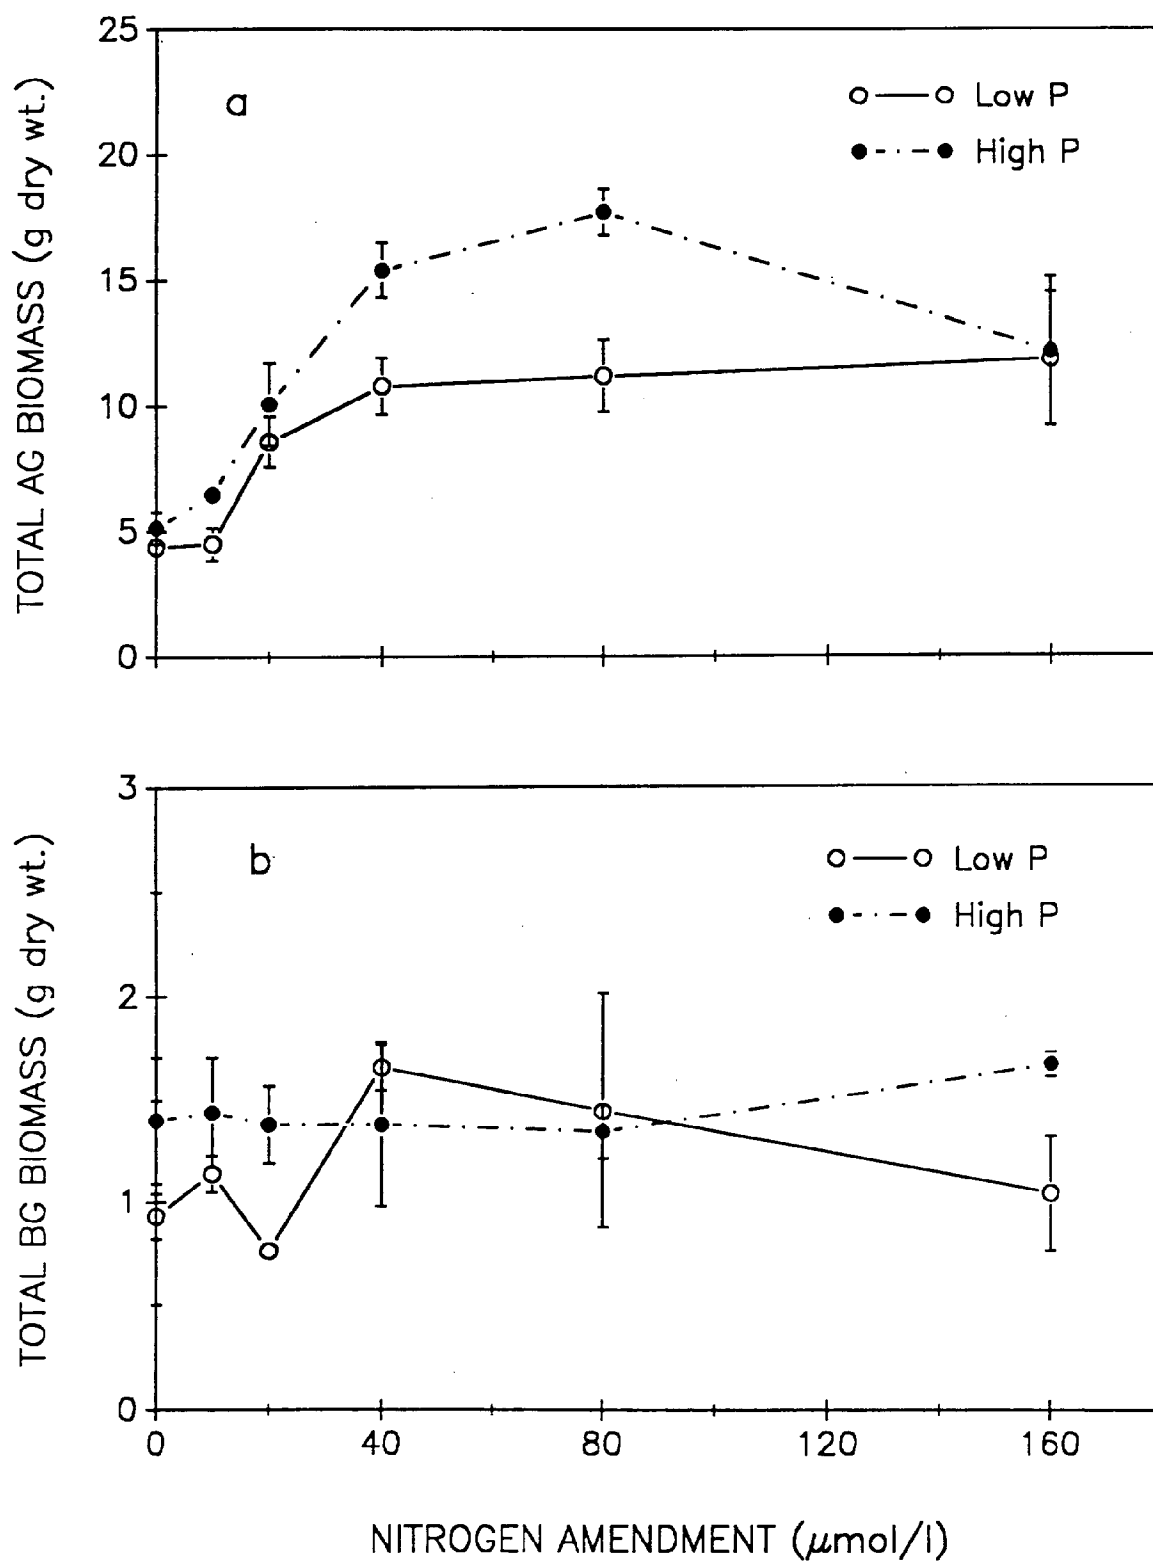 TOTAL AG BIOMASS (g dry wt.)
25
20
15
10
5
0
a
Low P
High P
TOTAL BG BIOMASS (g dry wt.)
3
2
1
0
b
Low P
High P
0 40 80 120 160
NITROGEN AMENDMENT (μmol/l)